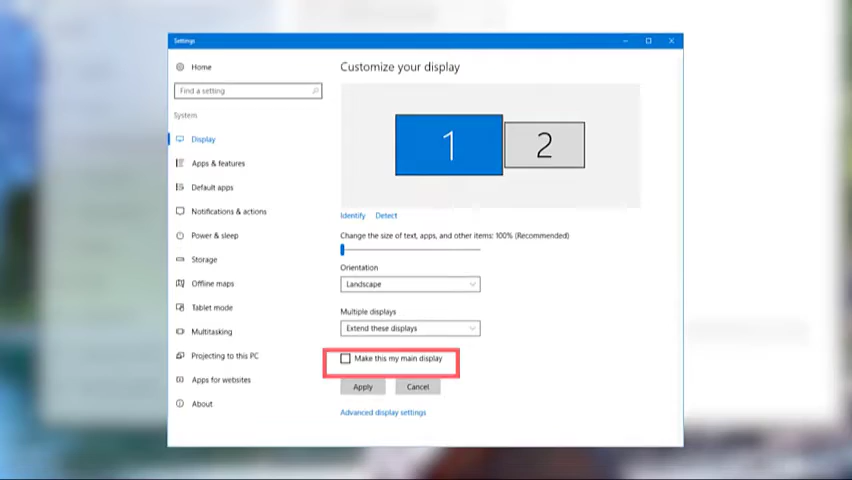 Settings
Home
Find a setting
System
Display
Apps & features
Default apps
Notifications & actions
Power & sleep
Storage
Offline maps
Tablet mode
Multitasking
Projecting to this PC
Apps for websites
About
Customize your display
1
2
Identify Detect
Change the size of text, apps, and other items: 100% (Recommended)
Orientation
Landscape
Multiple displays
Extend these displays
Make this my main display
Apply Cancel
Advanced display settings